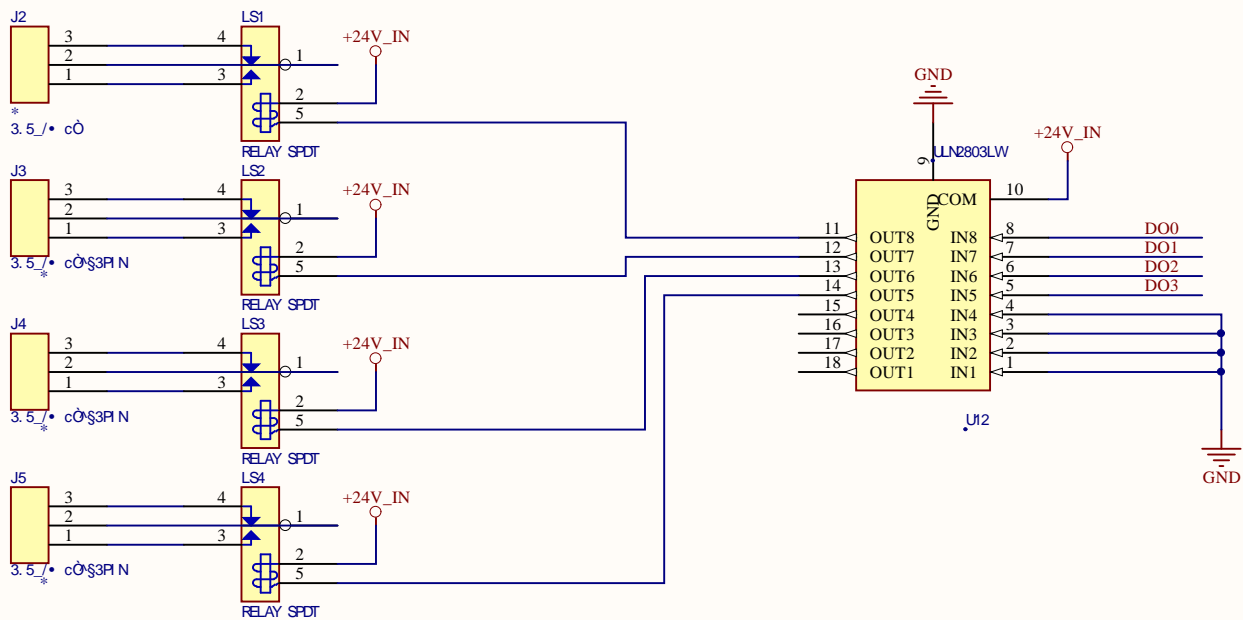 J2
LS1
3
4
+24V_IN
2
1
1
3
2
5
*
3.5_/• cÒ
RELAY SPDT
J3
LS2
3
4
+24V_IN
2
1
1
3
2
5
3.5_/• cÒ^§3PIN
*
RELAY SPDT
J4
LS3
3
4
+24V_IN
2
1
1
3
2
5
3.5_/• cÒ^§3PIN
*
RELAY SPDT
J5
LS4
3
4
+24V_IN
2
1
1
3
2
5
3.5_/• cÒ^§3PIN
*
RELAY SPDT
GND
+24V_IN
9
ULN2803LW
GND
COM
10
11 OUT8 IN8 8 DO0
12 OUT7 IN7 7 DO1
13 OUT6 IN6 6 DO2
14 OUT5 IN5 5 DO3
15 OUT4 IN4 4
16 OUT3 IN3 3
17 OUT2 IN2 2
18 OUT1 IN1 1
U12
GND